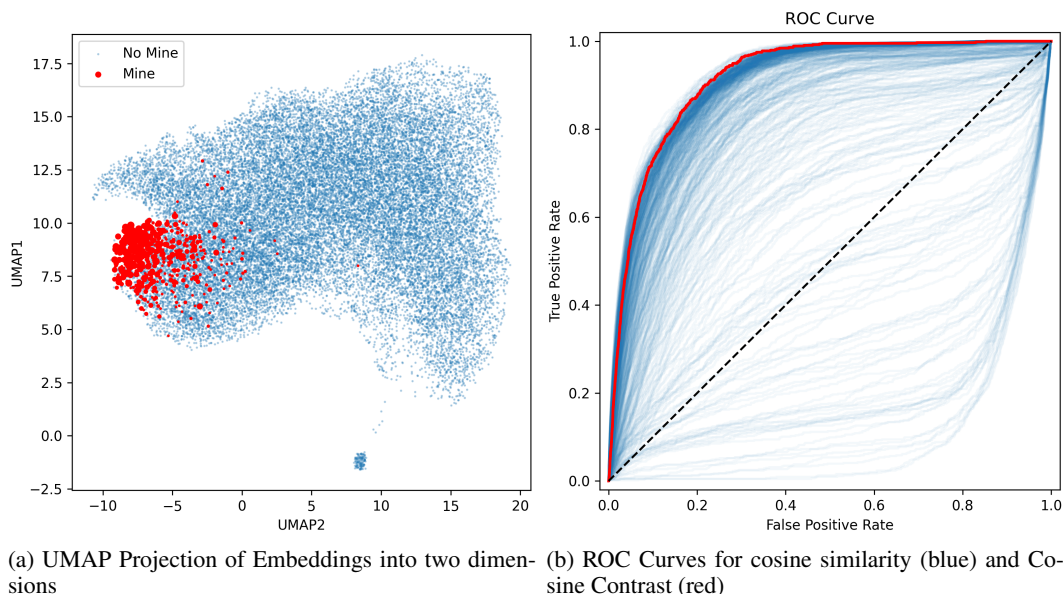 No Mine
Mine
17.5
15.0
12.5
10.0
7.5
5.0
2.5
0.0
−2.5
UMAP1
−10
−5
0
5
10
15
20
UMAP2
(a) UMAP Projection of Embeddings into two dimen-
sions
ROC Curve
1.0
0.8
0.6
0.4
0.2
0.0
True Positive Rate
0.0
0.2
0.4
0.6
0.8
1.0
False Positive Rate
(b) ROC Curves for cosine similarity (blue) and Co-
sine Contrast (red)